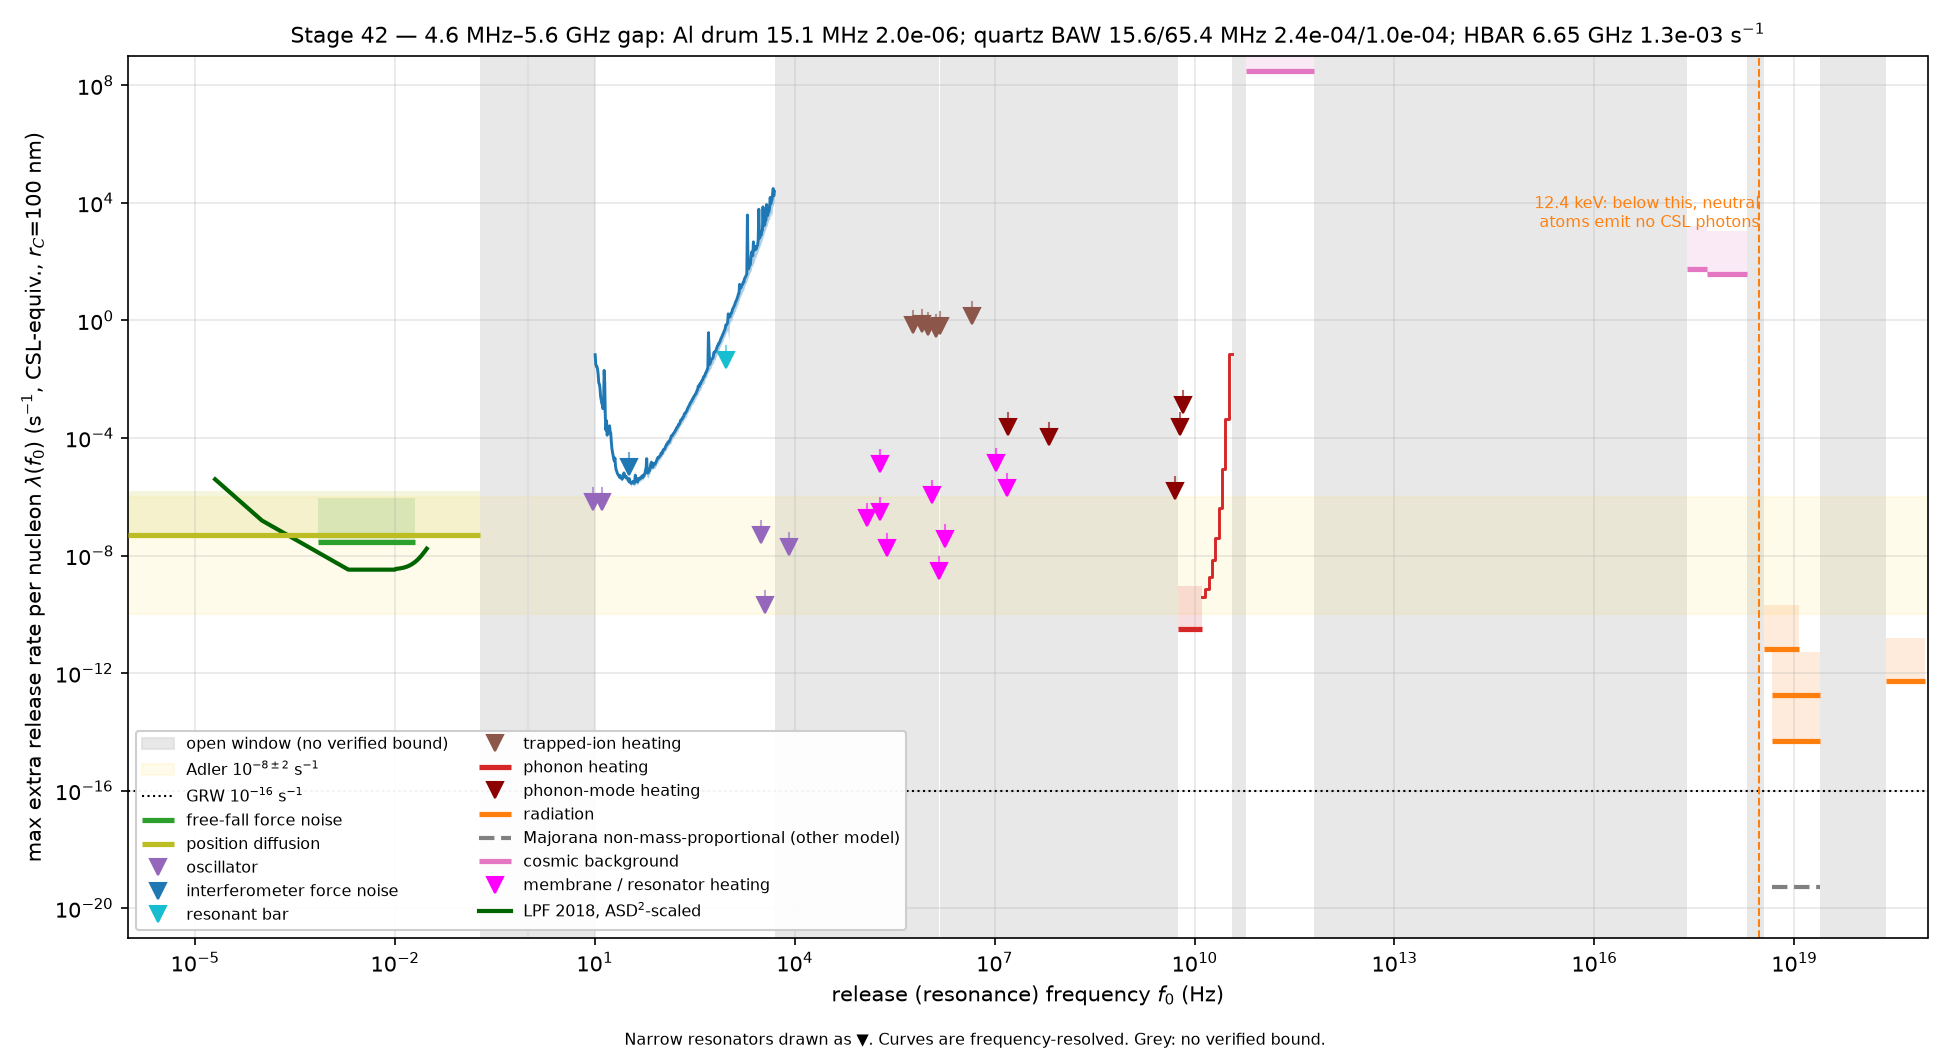 Stage 42 — 4.6 MHz–5.6 GHz gap: Al drum 15.1 MHz 2.0e-06; quartz BAW 15.6/65.4 MHz 2.4e-04/1.0e-04; HBAR 6.65 GHz 1.3e-03 s⁻¹
max extra release rate per nucleon λ(f₀) (s⁻¹, CSL-equiv., r_C=100 nm)
10⁸
10⁴
10⁰
10⁻⁴
10⁻⁸
10⁻¹²
10⁻¹⁶
10⁻²⁰
12.4 keV: below this, neutral
atoms emit no CSL photons
open window (no verified bound)
Adler 10⁻⁸±² s⁻¹
GRW 10⁻¹⁶ s⁻¹
free-fall force noise
position diffusion
oscillator
interferometer force noise
resonant bar
trapped-ion heating
phonon heating
phonon-mode heating
radiation
Majorana non-mass-proportional (other model)
cosmic background
membrane / resonator heating
LPF 2018, ASD²-scaled
10⁻⁵
10⁻²
10¹
10⁴
10⁷
10¹⁰
10¹³
10¹⁶
10¹⁹
release (resonance) frequency f₀ (Hz)
Narrow resonators drawn as ▼. Curves are frequency-resolved. Grey: no verified bound.